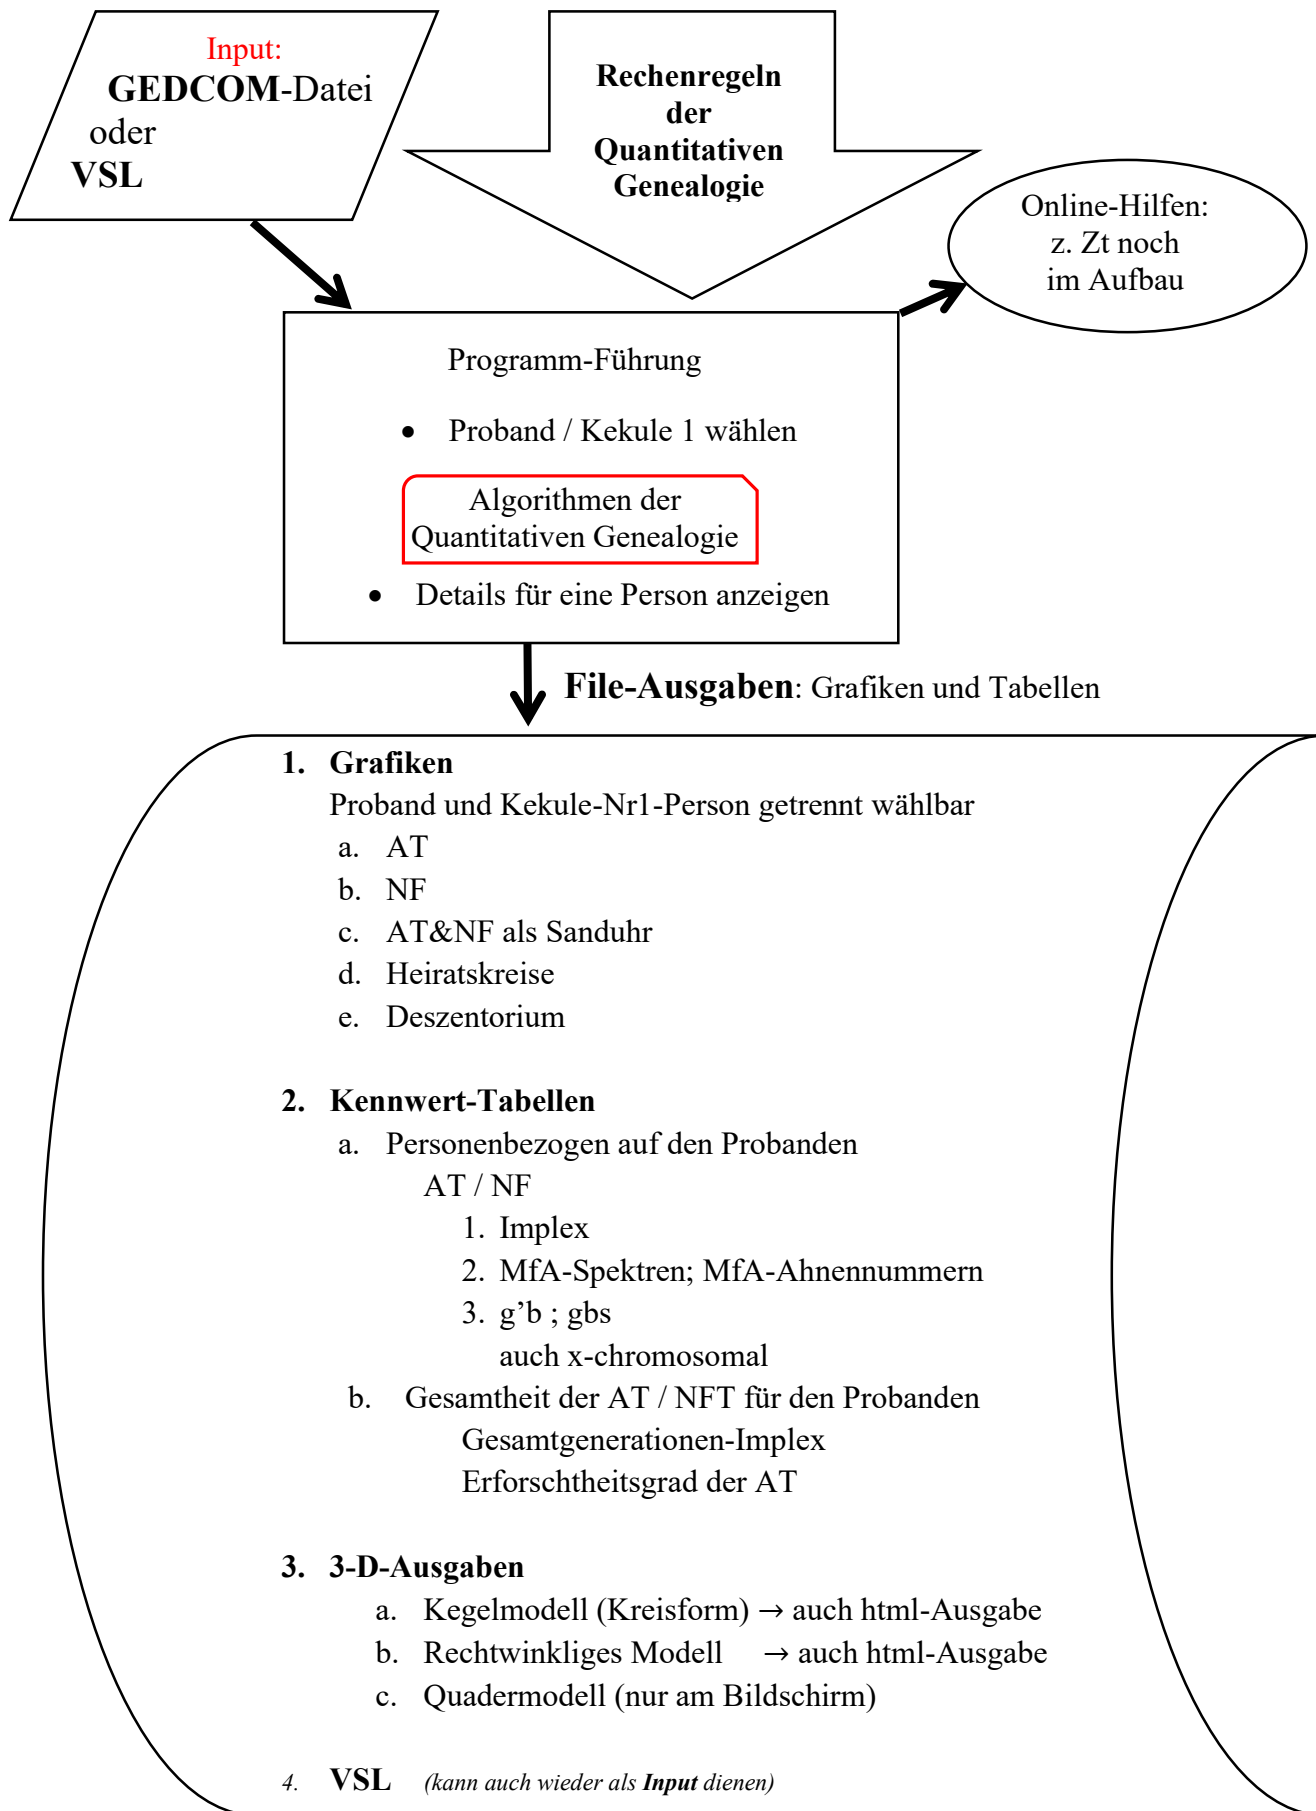 Input:
GEDCOM-Datei
oder
VSL
Rechenregeln
der
Quantitativen
Genealogie
Online-Hilfen:
z. Zt noch
im Aufbau
Programm-Führung
• Proband / Kekule 1 wählen
Algorithmen der
Quantitativen Genealogie
• Details für eine Person anzeigen
File-Ausgaben: Grafiken und Tabellen
1. Grafiken
Proband und Kekule-Nr1-Person getrennt wählbar
a. AT
b. NF
c. AT&NF als Sanduhr
d. Heiratskreise
e. Deszentorium
2. Kennwert-Tabellen
a. Personenbezogen auf den Probanden
AT / NF
1. Implex
2. MfA-Spektren; MfA-Ahnennummern
3. g’b ; gbs
auch x-chromosomal
b. Gesamtheit der AT / NFT für den Probanden
Gesamtgenerationen-Implex
Erforschtheitsgrad der AT
3. 3-D-Ausgaben
a. Kegelmodell (Kreisform) → auch html-Ausgabe
b. Rechtwinkliges Modell → auch html-Ausgabe
c. Quadermodell (nur am Bildschirm)
4. VSL (kann auch wieder als Input dienen)